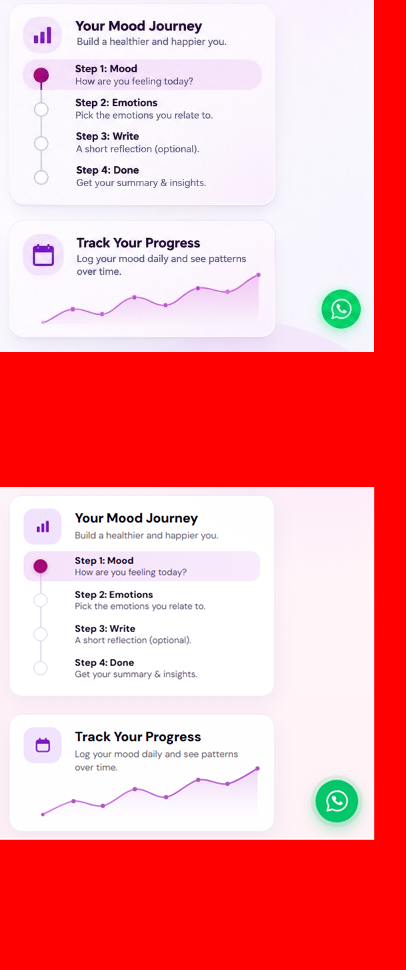 Your Mood Journey
Build a healthier and happier you.
Step 1: Mood
How are you feeling today?
Step 2: Emotions
Pick the emotions you relate to.
Step 3: Write
A short reflection (optional).
Step 4: Done
Get your summary & insights.
Track Your Progress
Log your mood daily and see patterns
over time.
Your Mood Journey
Build a healthier and happier you.
Step 1: Mood
How are you feeling today?
Step 2: Emotions
Pick the emotions you relate to.
Step 3: Write
A short reflection (optional).
Step 4: Done
Get your summary & insights.
Track Your Progress
Log your mood daily and see patterns
over time.